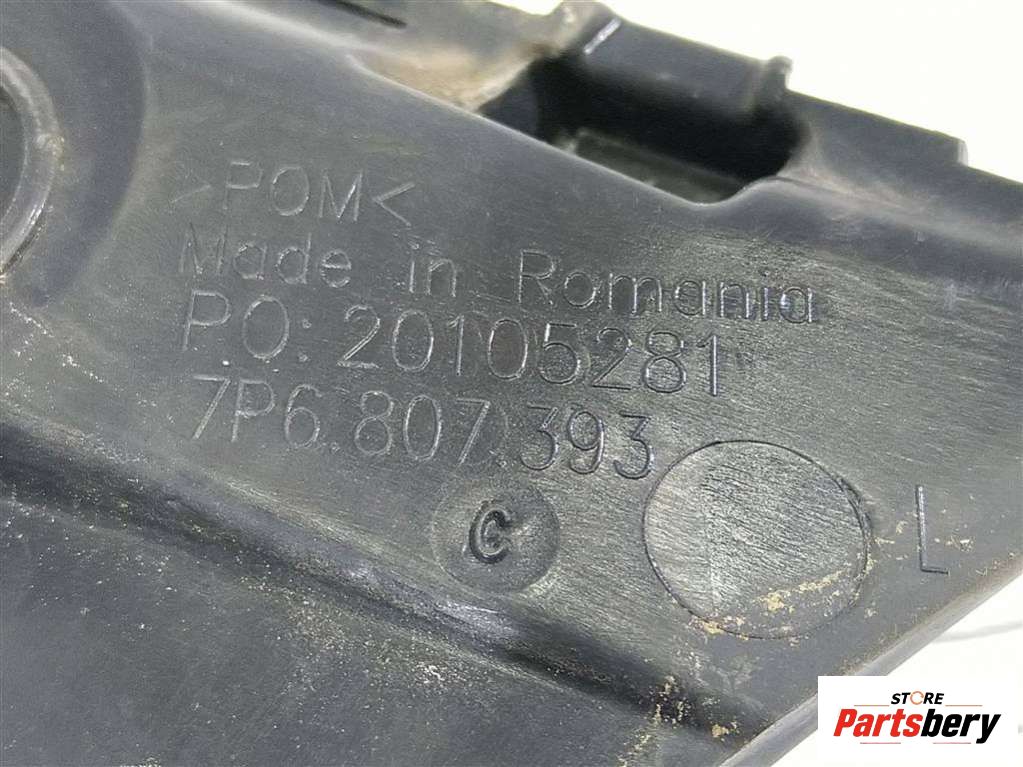 >POM<
Made in Romania
PO: 20105281
7P6.807.393
C
L
STORE
Partsbery